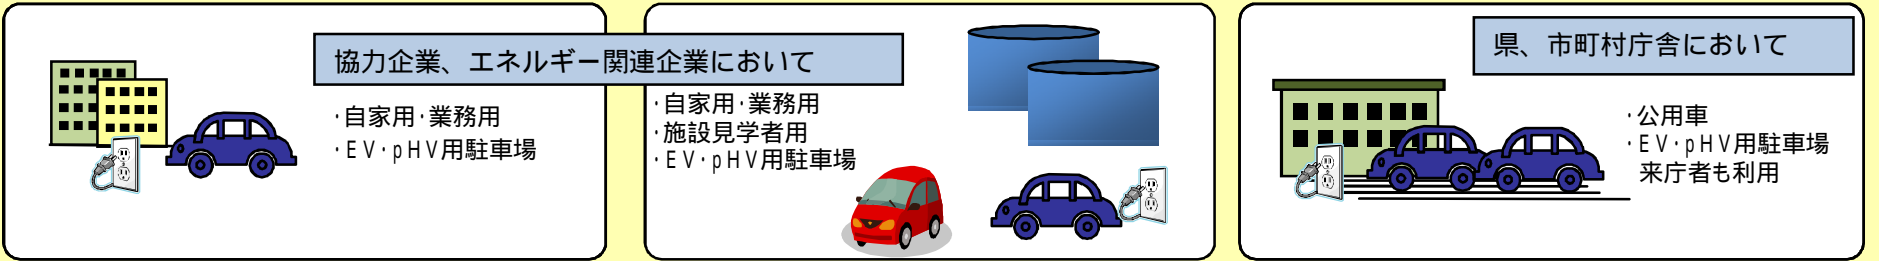 協力企業、エネルギー関連企業において
・自家用・業務用
・EV・pHV用駐車場
・自家用・業務用
・施設見学者用
・EV・pHV用駐車場
県、市町村庁舎において
・公用車
・EV・pHV用駐車場
来庁者も利用